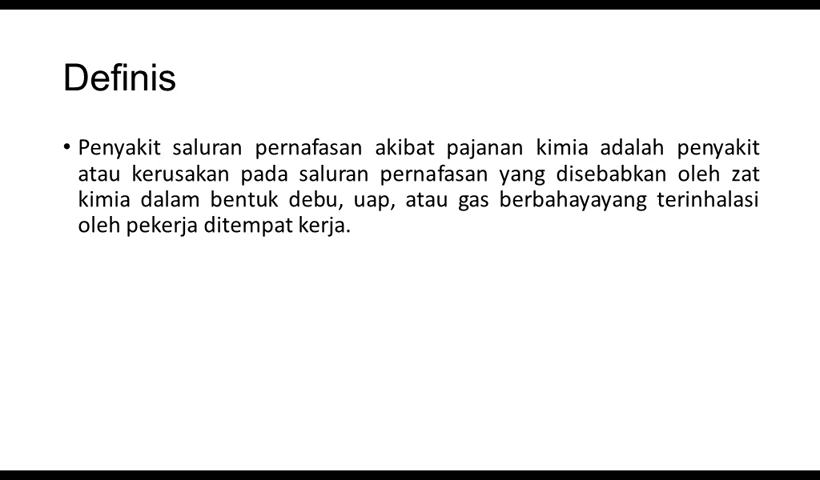 Definis
• Penyakit saluran pernafasan akibat pajanan kimia adalah penyakit
atau kerusakan pada saluran pernafasan yang disebabkan oleh zat
kimia dalam bentuk debu, uap, atau gas berbahayayang terinhalasi
oleh pekerja ditempat kerja.